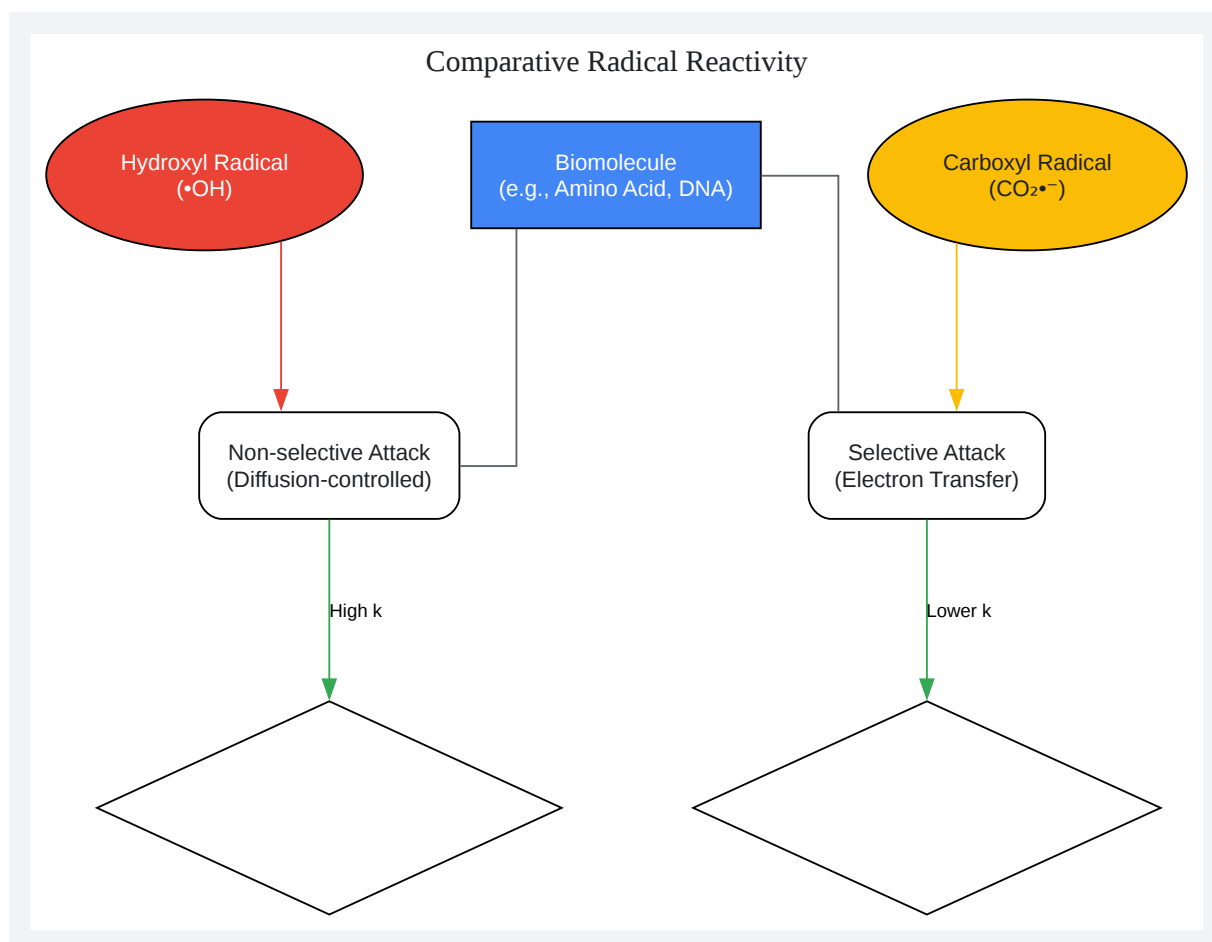 Comparative Radical Reactivity
Hydroxyl Radical
(•OH)
Biomolecule
(e.g., Amino Acid, DNA)
Carboxyl Radical
(CO₂•⁻)
Non-selective Attack
(Diffusion-controlled)
Selective Attack
(Electron Transfer)
High k
Lower k